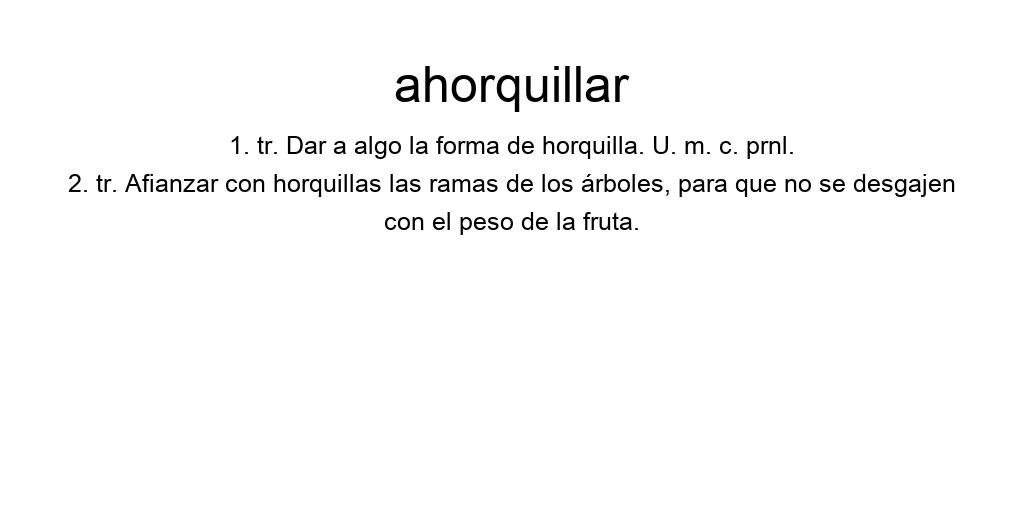 ahorquillar
1. tr. Dar a algo la forma de horquilla. U. m. c. prnl.
2. tr. Afianzar con horquillas las ramas de los árboles, para que no se desgajen
con el peso de la fruta.